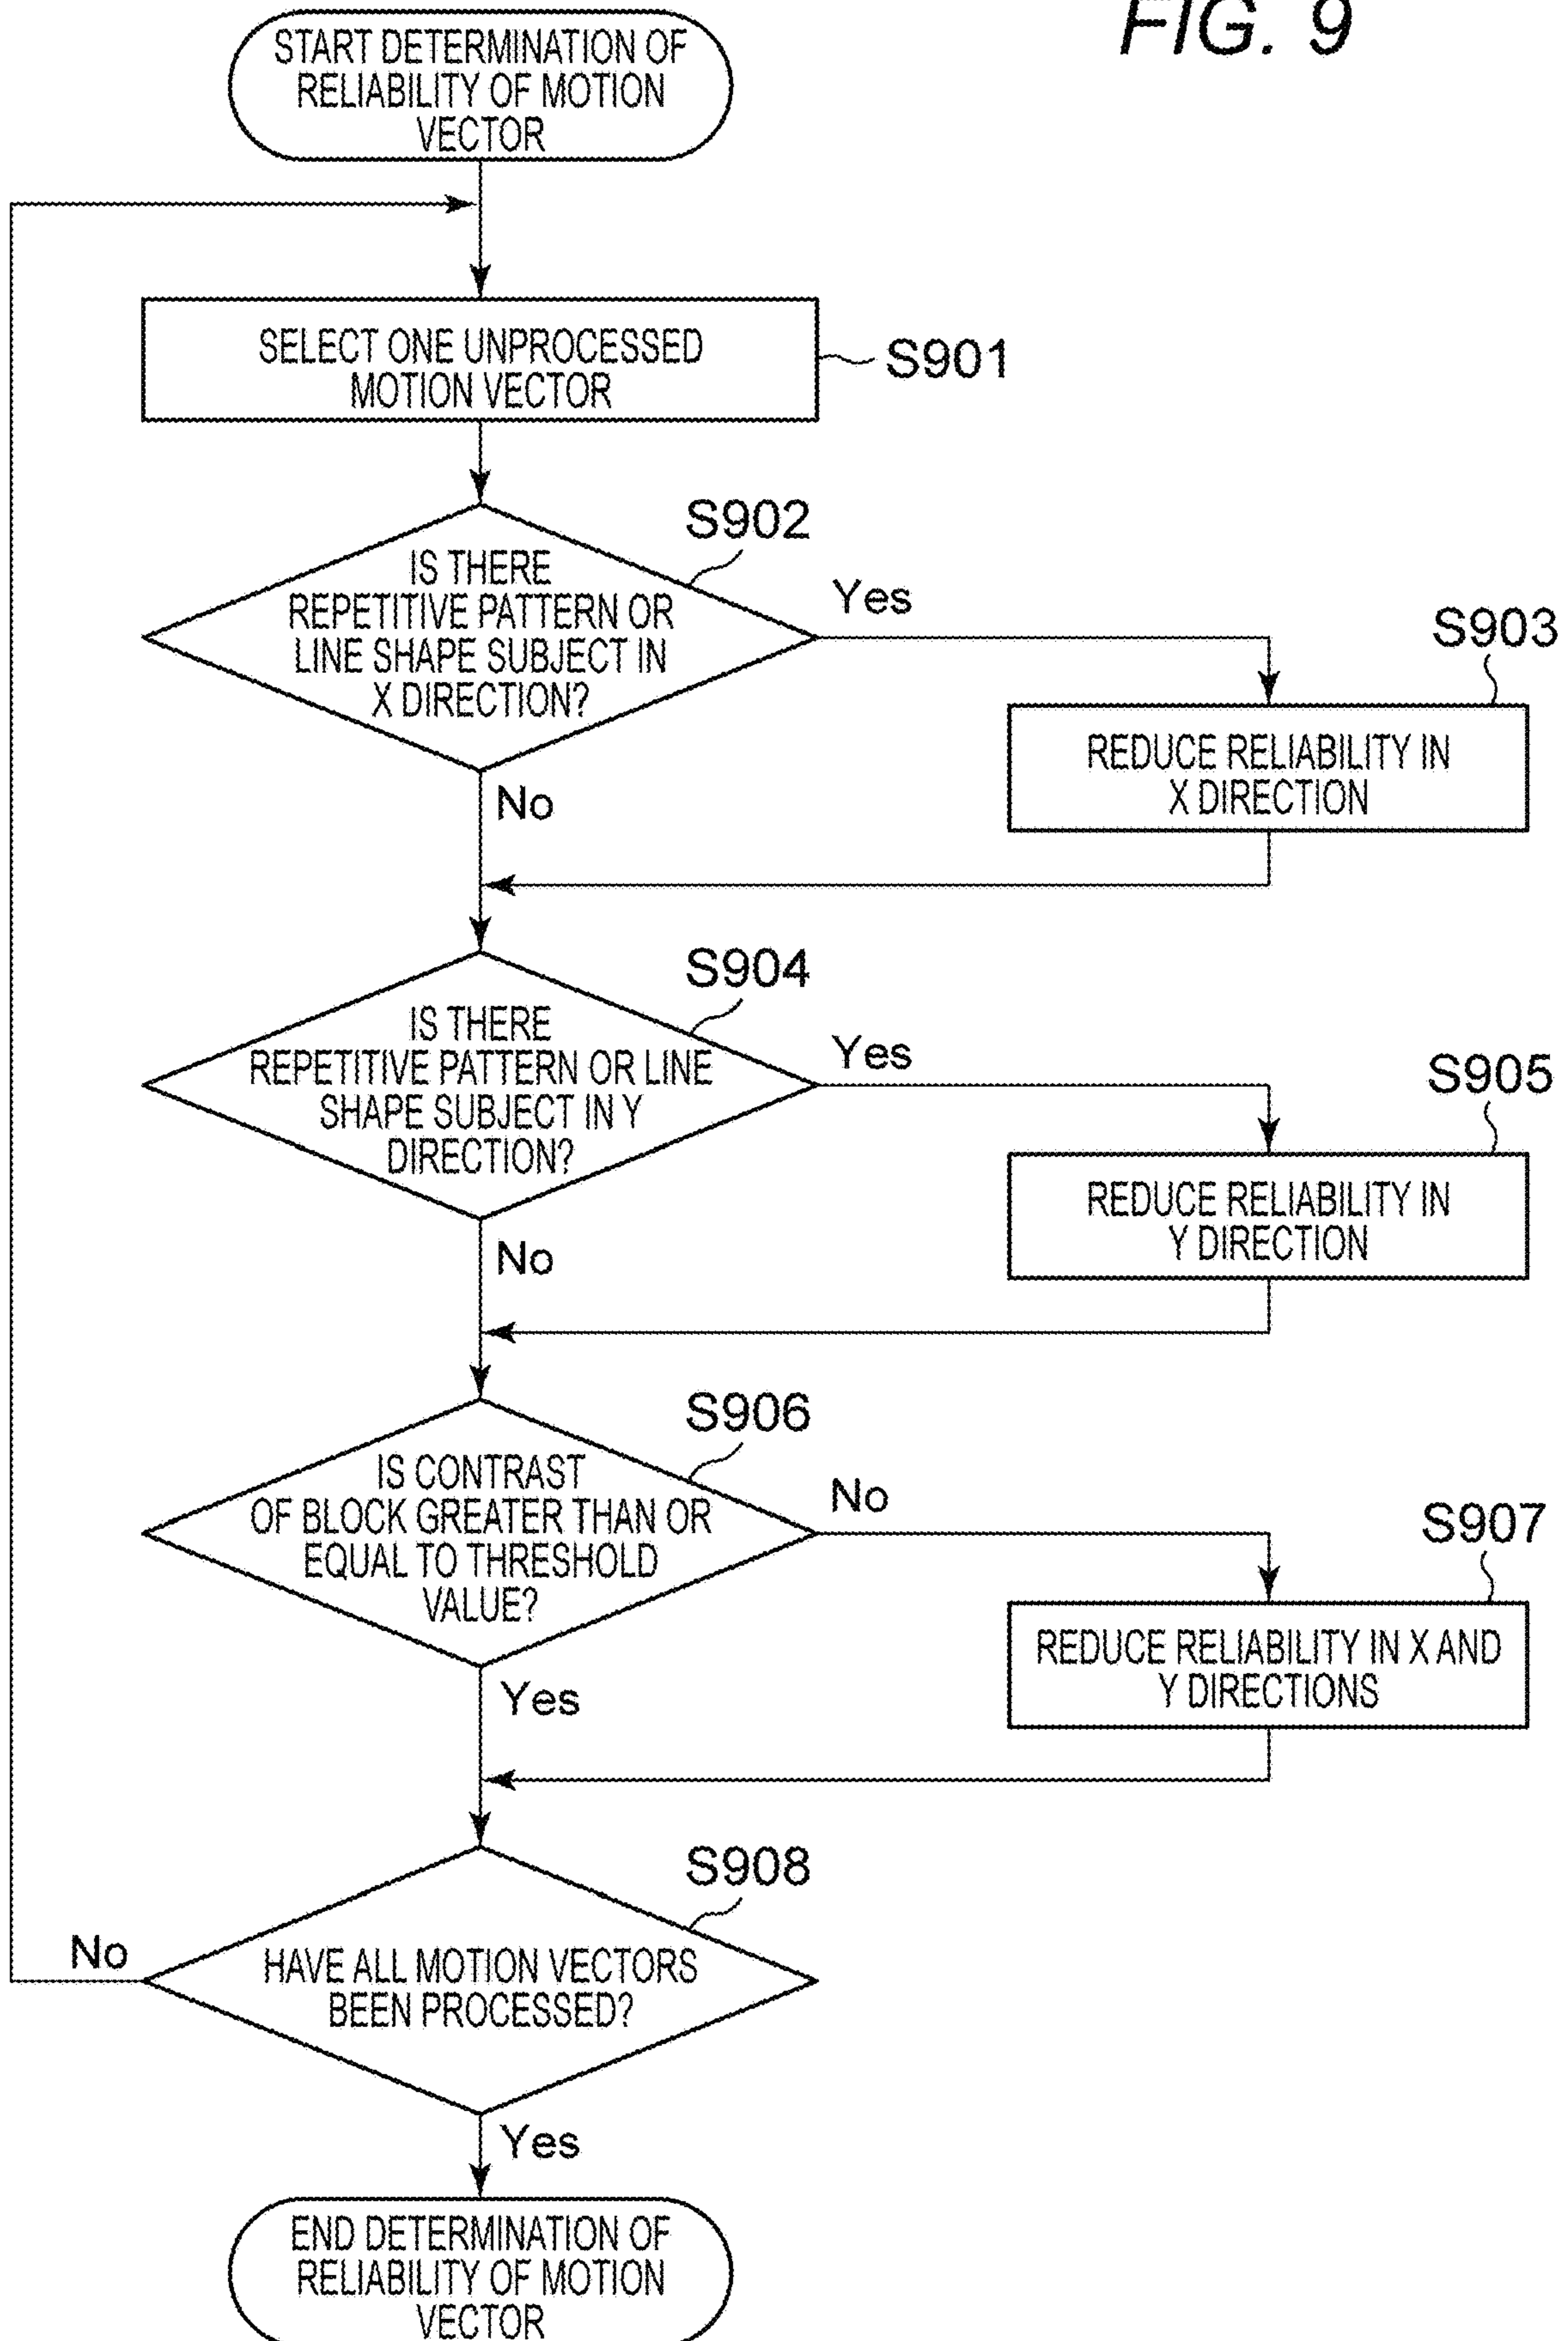 FIG. 9
START DETERMINATION OF
RELIABILITY OF MOTION
VECTOR
SELECT ONE UNPROCESSED
MOTION VECTOR
S901
S902
IS THERE
REPETITIVE PATTERN OR
LINE SHAPE SUBJECT IN
X DIRECTION?
Yes
No
S903
REDUCE RELIABILITY IN
X DIRECTION
S904
IS THERE
REPETITIVE PATTERN OR LINE
SHAPE SUBJECT IN Y
DIRECTION?
Yes
No
S905
REDUCE RELIABILITY IN
Y DIRECTION
S906
IS CONTRAST
OF BLOCK GREATER THAN OR
EQUAL TO THRESHOLD
VALUE?
No
Yes
S907
REDUCE RELIABILITY IN X AND
Y DIRECTIONS
S908
HAVE ALL MOTION VECTORS
BEEN PROCESSED?
No
Yes
END DETERMINATION OF
RELIABILITY OF MOTION
VECTOR